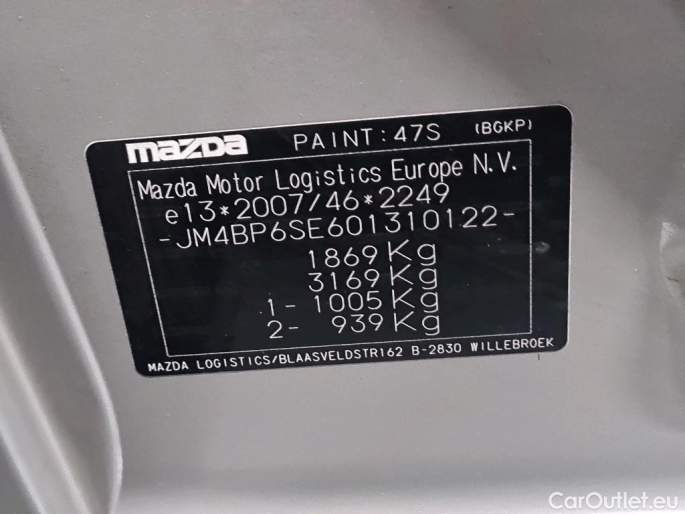 mazda PAINT:47S (BGKP)
Mazda Motor Logistics Europe N.V.
e13*2007/46*2249
-JM4BP6SE601310122-
1869 Kg
3169 Kg
1- 1005 Kg
2- 939 Kg
MAZDA LOGISTICS/BLAASVELDSTR162 B-2830 WILLEBROEK
CarOutlet.eu